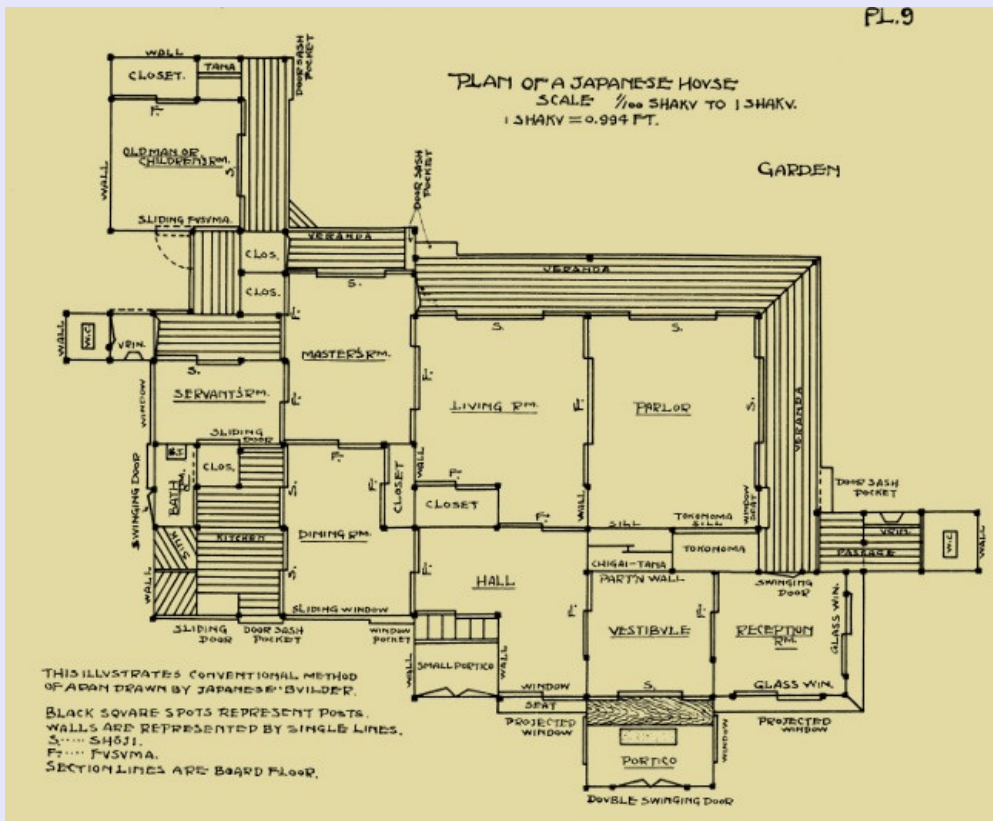 PL.9
PLAN OF A JAPANESE HOUSE
SCALE 1/100 SHAKU TO 1 SHAKU.
1 SHAKU = 0.994 FT.
GARDEN
WALL
CLOSET.
TANA
DOOR SASH
POCKET
F.
OLD MAN OR
CHILDREN'S RM.
WALL
S.
SLIDING FUSUMA.
DOOR SASH
POCKET
CLOS.
VERANDA
VERANDA
CLOS.
S.
F.
S.
S.
WALL
W.C
URIN.
MASTER'S RM.
S.
SERVANT'S RM.
WINDOW
F.
F.
LIVING RM.
F.
PARLOR
S.
VERANDA
SLIDING
DOOR
SWINGING DOOR
B.T.
BATH
RM.
CLOS.
S.
F.
F.
CLOSET
WALL
F.
CLOSET
WALL
WINDOW
SEAT
DOOR SASH
POCKET
SINK
KITCHEN
DINING RM.
F.
SILL
TOKONOMA
SILL
URIN.
W.C
PASSAGE
S.
F.
HALL
CHIGAI-TANA
TOKONOMA
PART'N WALL
SWINGING
DOOR
WALL
SLIDING WINDOW
SLIDING
DOOR
DOOR SASH
POCKET
WINDOW
POCKET
F.
VESTIBULE
F.
RECEPTION
RM.
GLASS WIN.
WALL
SMALL PORTICO
WALL
WINDOW
SEAT
S.
GLASS WIN.
PROJECTED
WINDOW
WINDOW
PROJECTED
WINDOW
PORTICO
DOUBLE SWINGING DOOR
THIS ILLUSTRATES CONVENTIONAL METHOD
OF A PAN DRAWN BY JAPANESE BUILDER.
BLACK SQUARE SPOTS REPRESENT POSTS.
WALLS ARE REPRESENTED BY SINGLE LINES.
S..... SHŌJI.
F..... FUSUMA.
SECTION LINES ARE BOARD FLOOR.